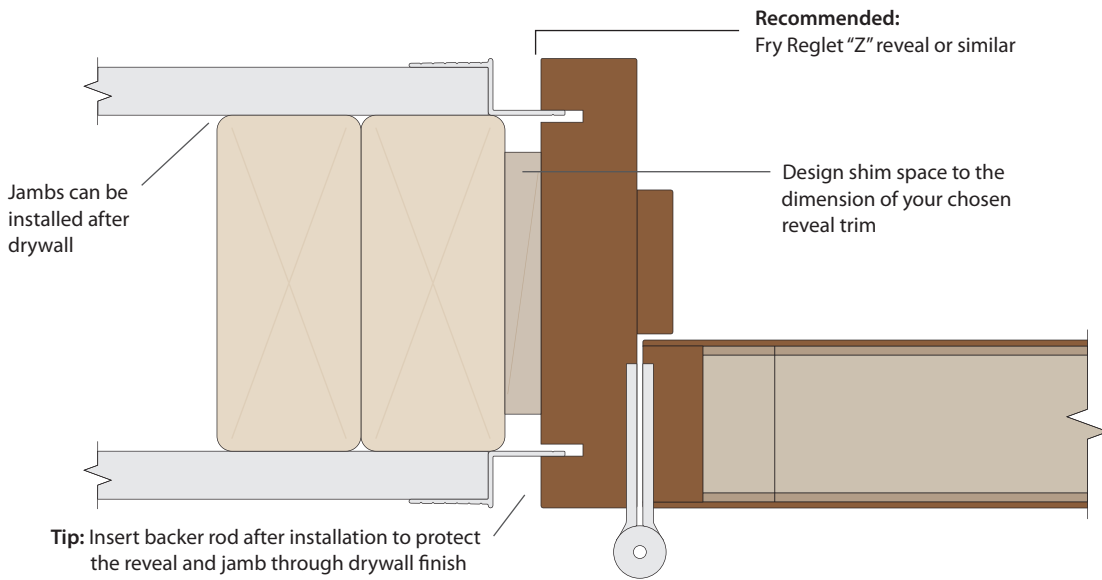 Recommended:
Fry Reglet “Z” reveal or similar
Jambs can be
installed after
drywall
Design shim space to the
dimension of your chosen
reveal trim
Tip: Insert backer rod after installation to protect
the reveal and jamb through drywall finish